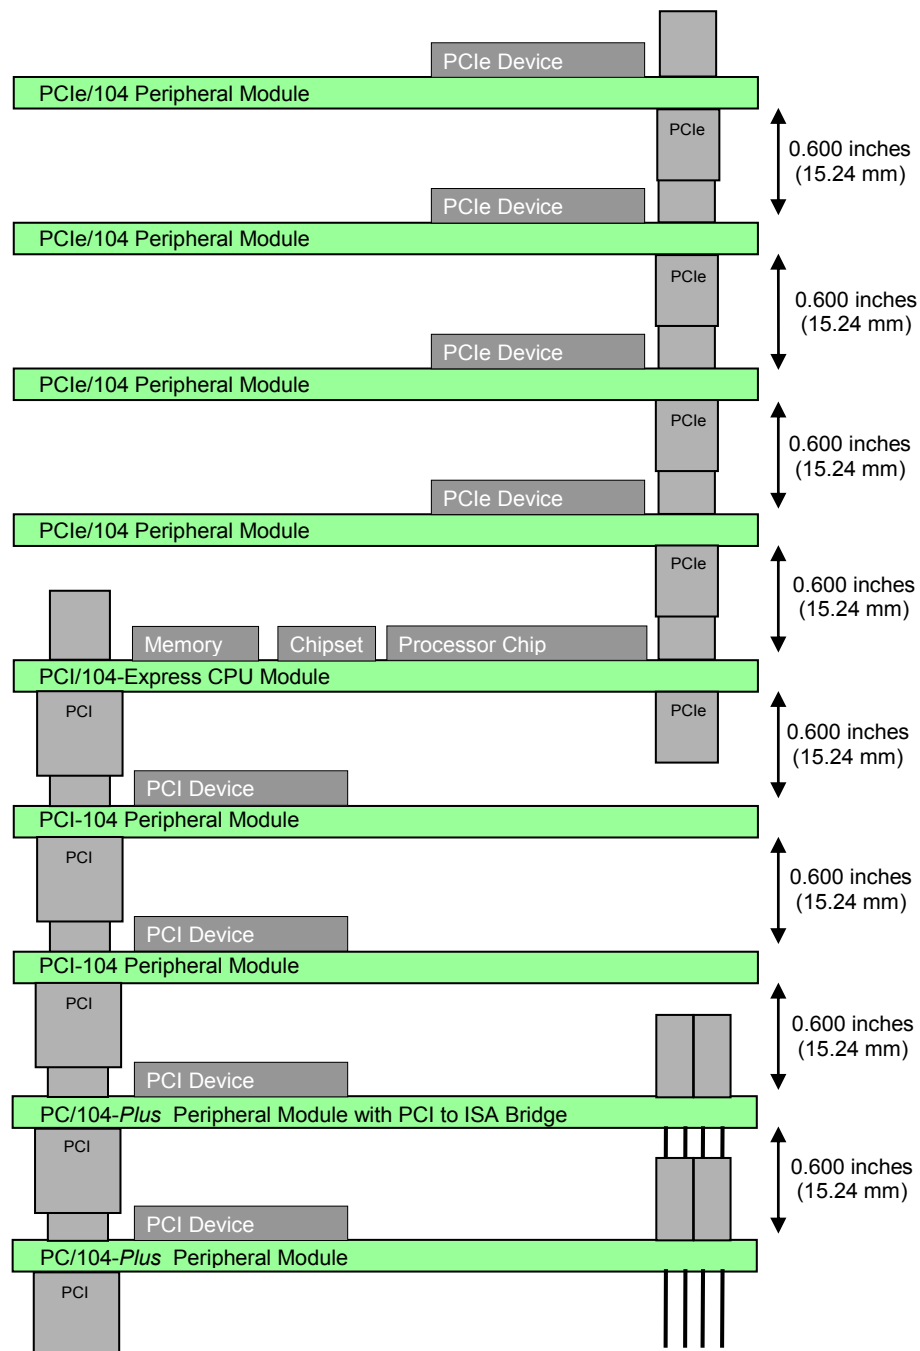 PCIe Device
PCIe/104 Peripheral Module
PCIe
0.600 inches
(15.24 mm)
PCIe Device
PCIe/104 Peripheral Module
PCIe
0.600 inches
(15.24 mm)
PCIe Device
PCIe/104 Peripheral Module
PCIe
0.600 inches
(15.24 mm)
PCIe Device
PCIe/104 Peripheral Module
PCIe
0.600 inches
(15.24 mm)
Memory Chipset Processor Chip
PCI/104-Express CPU Module
PCI PCIe
0.600 inches
(15.24 mm)
PCI Device
PCI-104 Peripheral Module
PCI
0.600 inches
(15.24 mm)
PCI Device
PCI-104 Peripheral Module
PCI
0.600 inches
(15.24 mm)
PCI Device
PC/104-Plus Peripheral Module with PCI to ISA Bridge
PCI
0.600 inches
(15.24 mm)
PCI Device
PC/104-Plus Peripheral Module
PCI